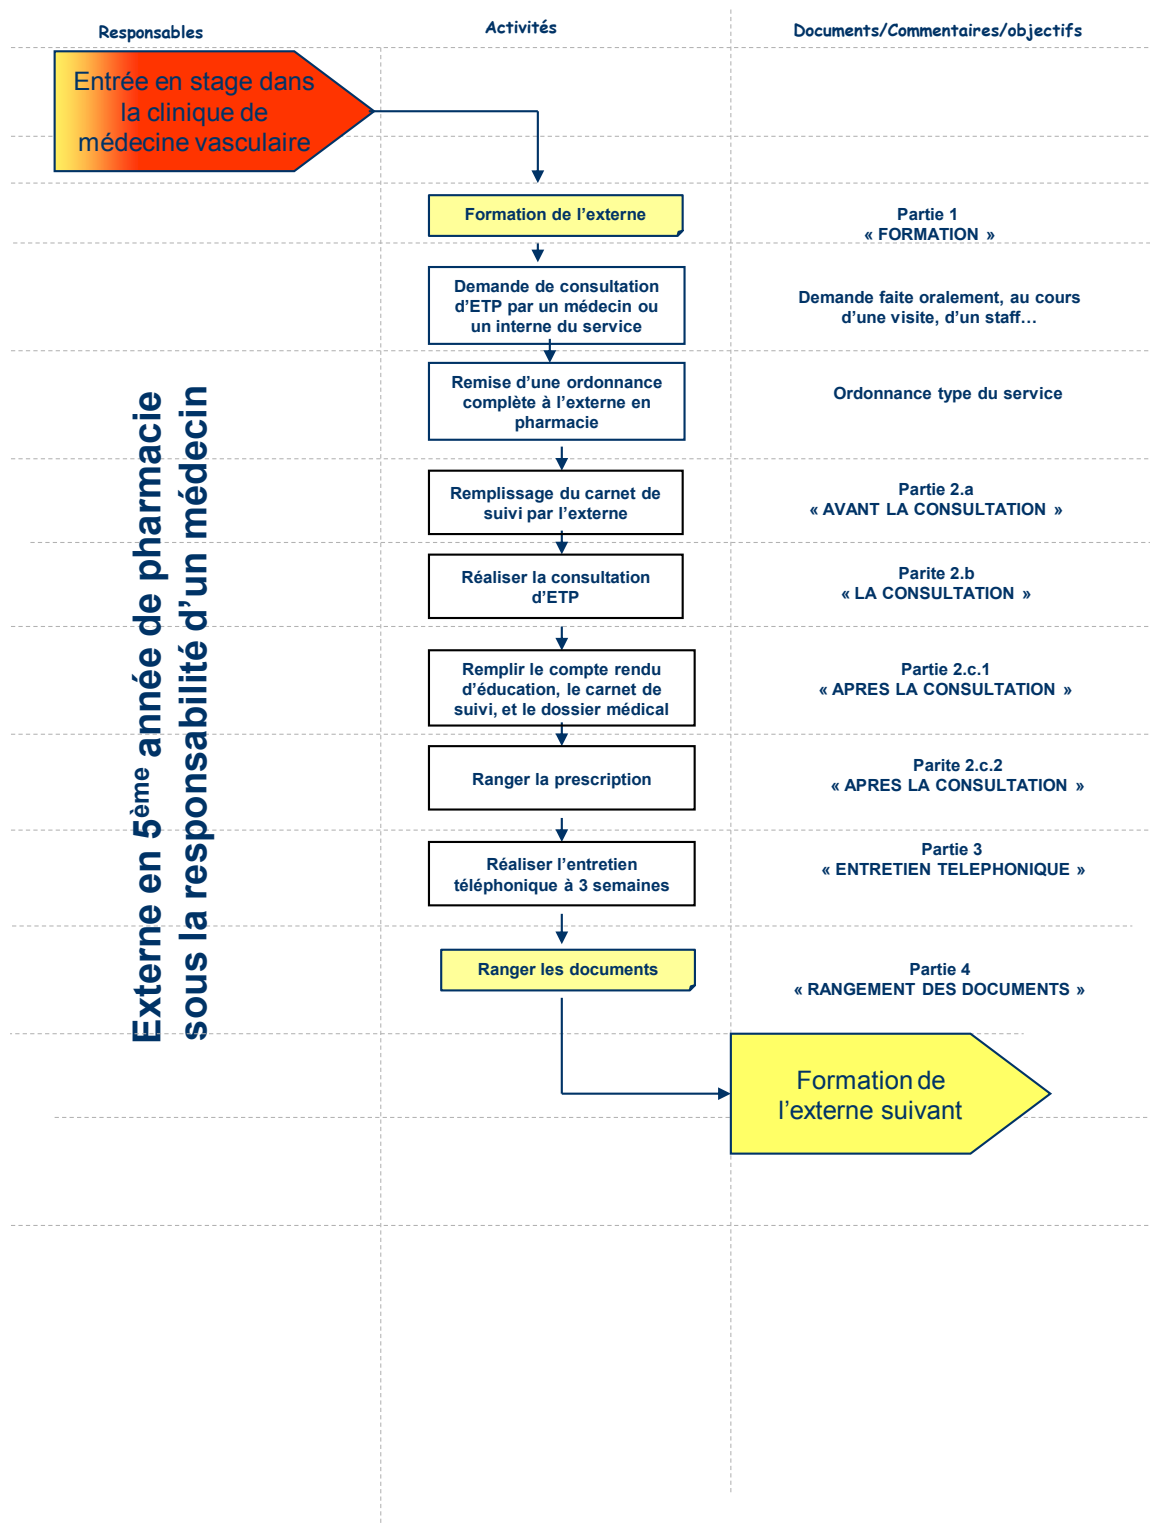 Responsables
Activités
Documents/Commentaires/objectifs
Entrée en stage dans
la clinique de
médecine vasculaire
Formation de l’externe
Partie 1
« FORMATION »
Demande de consultation
d’ETP par un médecin ou
un interne du service
Demande faite oralement, au cours
d’une visite, d’un staff…
Remise d’une ordonnance
complète à l’externe en
pharmacie
Ordonnance type du service
Externe en 5ème année de pharmacie
sous la responsabilité d’un médecin
Remplissage du carnet de
suivi par l’externe
Partie 2.a
« AVANT LA CONSULTATION »
Réaliser la consultation
d’ETP
Parite 2.b
« LA CONSULTATION »
Remplir le compte rendu
d’éducation, le carnet de
suivi, et le dossier médical
Partie 2.c.1
« APRES LA CONSULTATION »
Ranger la prescription
Parite 2.c.2
« APRES LA CONSULTATION »
Réaliser l’entretien
téléphonique à 3 semaines
Partie 3
« ENTRETIEN TELEPHONIQUE »
Ranger les documents
Partie 4
« RANGEMENT DES DOCUMENTS »
Formation de
l’externe suivant